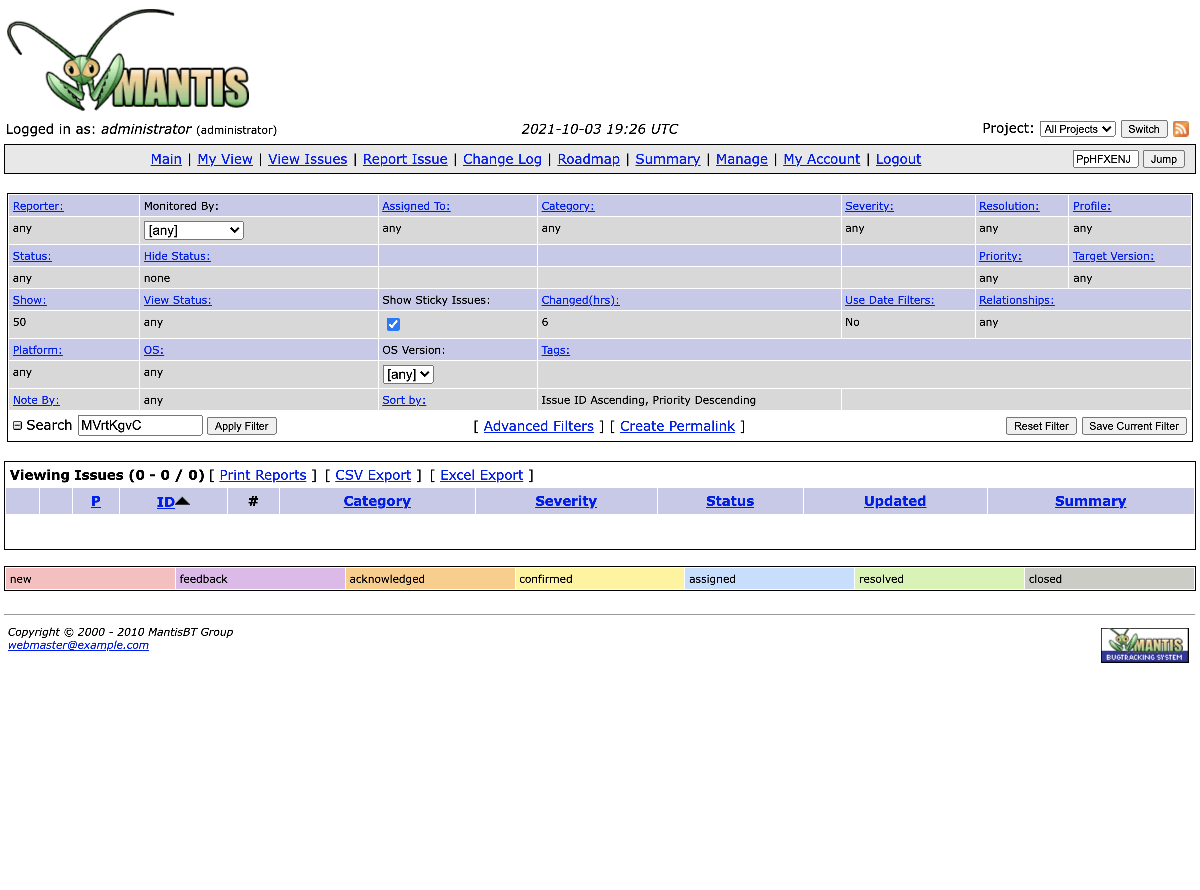 MANTIS
Logged in as: administrator (administrator) 2021-10-03 19:26 UTC Project: All Projects Switch
Main | My View | View Issues | Report Issue | Change Log | Roadmap | Summary | Manage | My Account | Logout PpHFXENJ Jump
Reporter: Monitored By: Assigned To: Category: Severity: Resolution: Profile:
any [any] any any any any any
Status: Hide Status: Priority: Target Version:
any none any any
Show: View Status: Show Sticky Issues: Changed(hrs): Use Date Filters: Relationships:
50 any 6 No any
Platform: OS: OS Version: Tags:
any any [any]
Note By: any Sort by: Issue ID Ascending, Priority Descending
Search MVrtKgvC Apply Filter [ Advanced Filters ] [ Create Permalink ] Reset Filter Save Current Filter
Viewing Issues (0 - 0 / 0) [ Print Reports ] [ CSV Export ] [ Excel Export ]
P ID # Category Severity Status Updated Summary
new feedback acknowledged confirmed assigned resolved closed
Copyright © 2000 - 2010 MantisBT Group
webmaster@example.com
MANTIS
BUGTRACKING SYSTEM